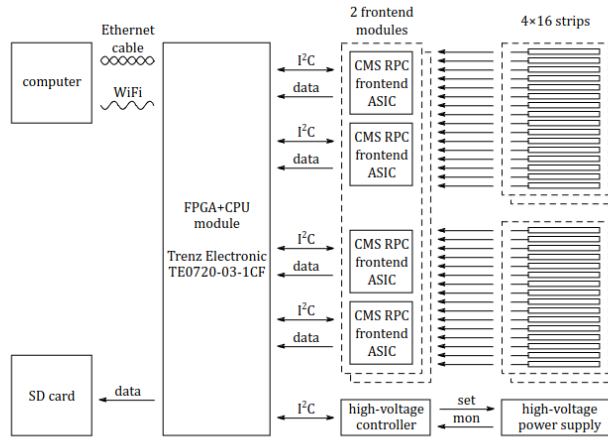 Ethernet
cable
WiFi
computer
FPGA+CPU
module
Trenz Electronic
TE0720-03-1CF
SD card
data
2 frontend
modules
4×16 strips
I²C
data
CMS RPC
frontend
ASIC
I²C
data
CMS RPC
frontend
ASIC
I²C
data
CMS RPC
frontend
ASIC
I²C
data
CMS RPC
frontend
ASIC
I²C
high-voltage
controller
set
mon
high-voltage
power supply